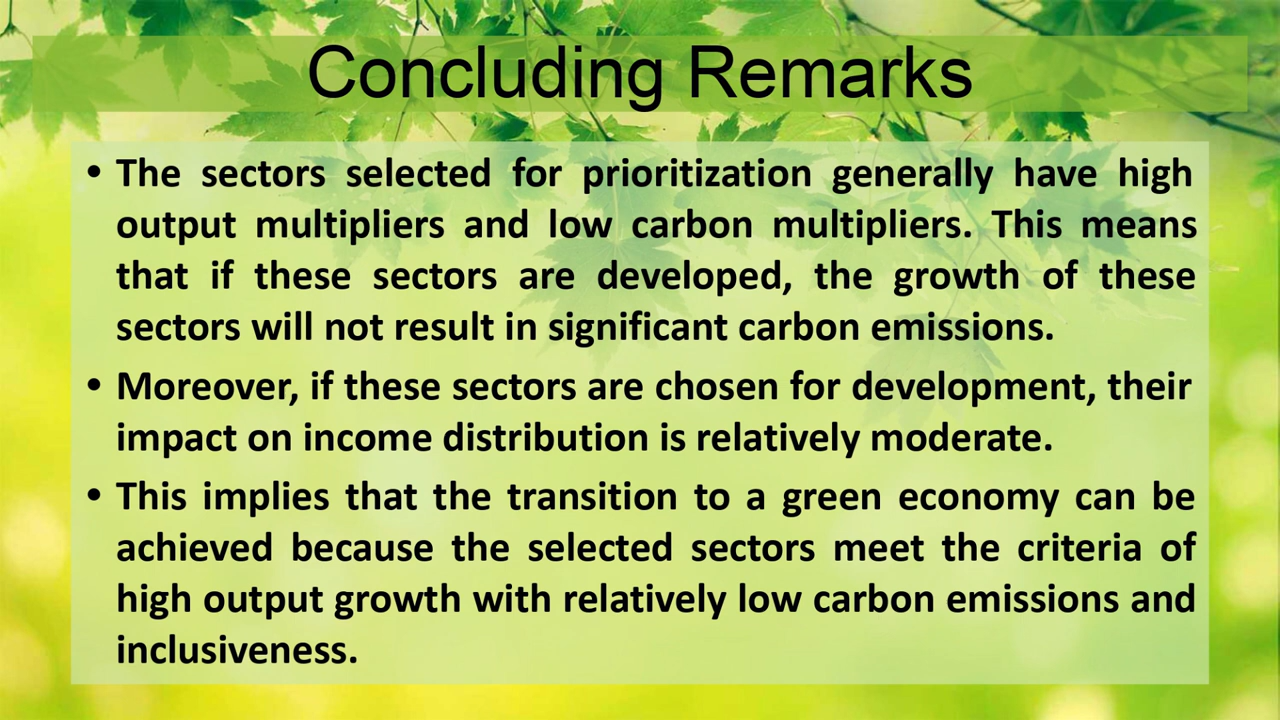 Concluding Remarks
• The sectors selected for prioritization generally have high
output multipliers and low carbon multipliers. This means
that if these sectors are developed, the growth of these
sectors will not result in significant carbon emissions.
• Moreover, if these sectors are chosen for development, their
impact on income distribution is relatively moderate.
• This implies that the transition to a green economy can be
achieved because the selected sectors meet the criteria of
high output growth with relatively low carbon emissions and
inclusiveness.